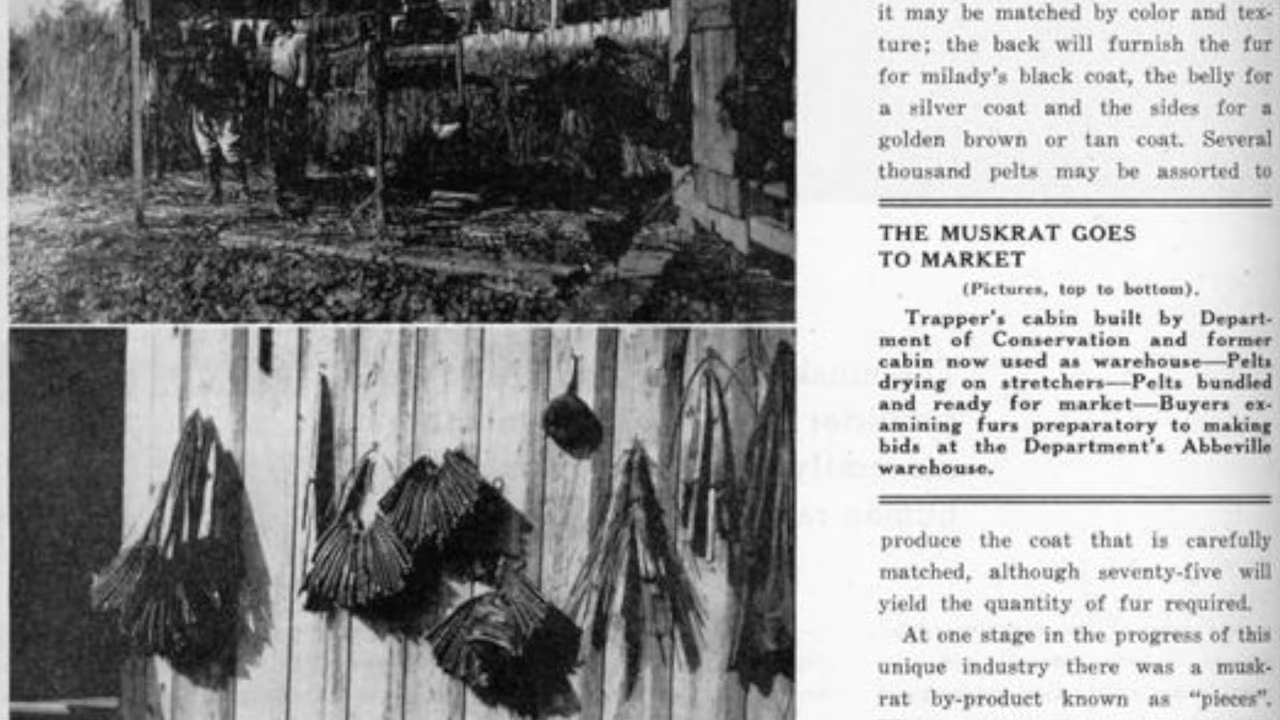 it may be matched by color and tex-
ture; the back will furnish the fur
for milady's black coat, the belly for
a silver coat and the sides for a
golden brown or tan coat. Several
thousand pelts may be assorted to
THE MUSKRAT GOES
TO MARKET
(Pictures, top to bottom).
Trapper's cabin built by Depart-
ment of Conservation and former
cabin now used as warehouse—Pelts
drying on stretchers—Pelts bundled
and ready for market—Buyers ex-
amining furs preparatory to making
bids at the Department's Abbeville
warehouse.
produce the coat that is carefully
matched, although seventy-five will
yield the quantity of fur required.
At one stage in the progress of this
unique industry there was a musk-
rat by-product known as "pieces".